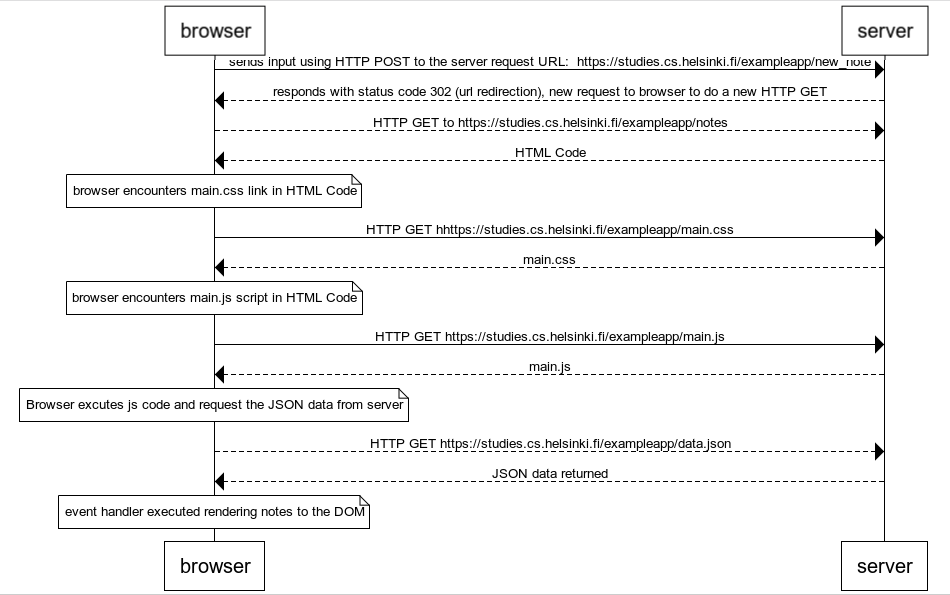 browser
server
sends input using HTTP POST to the server request URL: https://studies.cs.helsinki.fi/exampleapp/new_note
responds with status code 302 (url redirection), new request to browser to do a new HTTP GET
HTTP GET to https://studies.cs.helsinki.fi/exampleapp/notes
HTML Code
browser encounters main.css link in HTML Code
HTTP GET hhttps://studies.cs.helsinki.fi/exampleapp/main.css
main.css
browser encounters main.js script in HTML Code
HTTP GET https://studies.cs.helsinki.fi/exampleapp/main.js
main.js
Browser excutes js code and request the JSON data from server
HTTP GET https://studies.cs.helsinki.fi/exampleapp/data.json
JSON data returned
event handler executed rendering notes to the DOM
browser
server